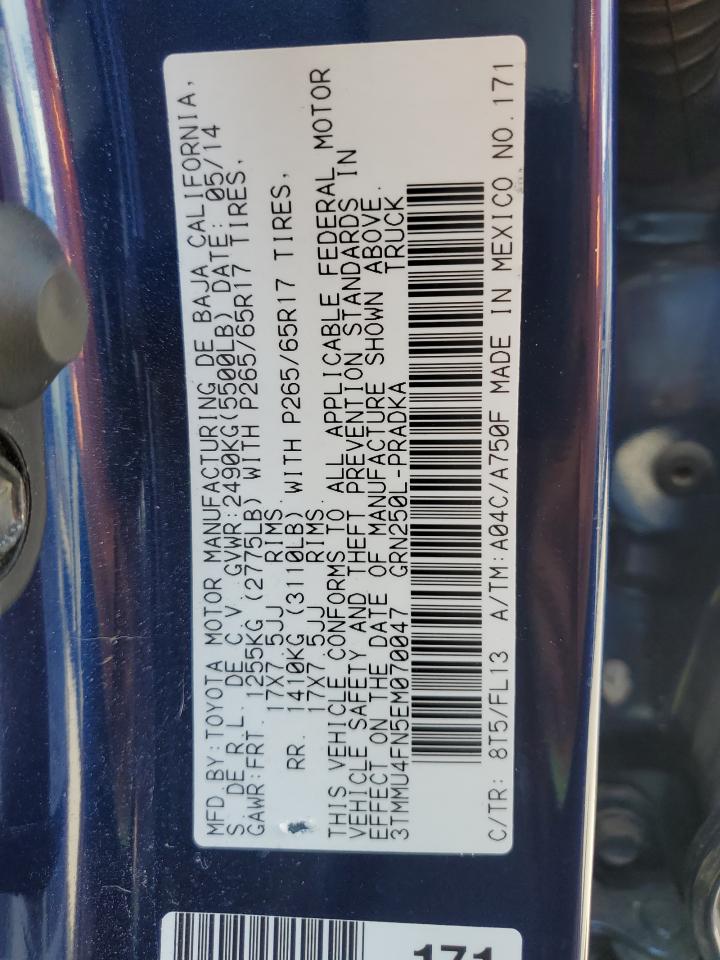 MFD.BY:TOYOTA MOTOR MANUFACTURING DE BAJA CALIFORNIA,
S. DE R.L. DE C.V. GVWR:2490KG(5500LB) DATE: 05/14
GAWR:FRT. 1255KG (2775LB) WITH P265/65R17 TIRES,
17X7.5JJ RIMS.
RR. 1410KG (3110LB) WITH P265/65R17 TIRES,
17X7.5JJ RIMS.
THIS VEHICLE CONFORMS TO ALL APPLICABLE FEDERAL MOTOR
VEHICLE SAFETY AND THEFT PREVENTION STANDARDS IN
EFFECT ON THE DATE OF MANUFACTURE SHOWN ABOVE.
3TMMU4FN5EM070047 GRN250L-PRADKA TRUCK
C/TR: 8T5/FL13 A/TM:A04C/A750F MADE IN MEXICO NO.171
171